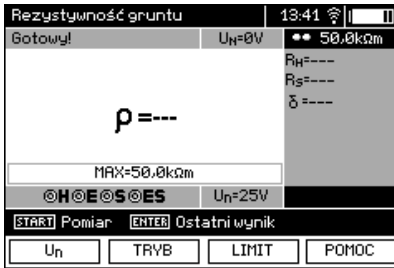 Rezystywność gruntu 13:41
Gotowy! UN=0V 50,0kΩm
RH=---
RS=---
δ=---
ρ=---
MAX=50,0kΩm
H E S ES Un=25V
START Pomiar ENTER Ostatni wynik
Un TRYB LIMIT POMOC